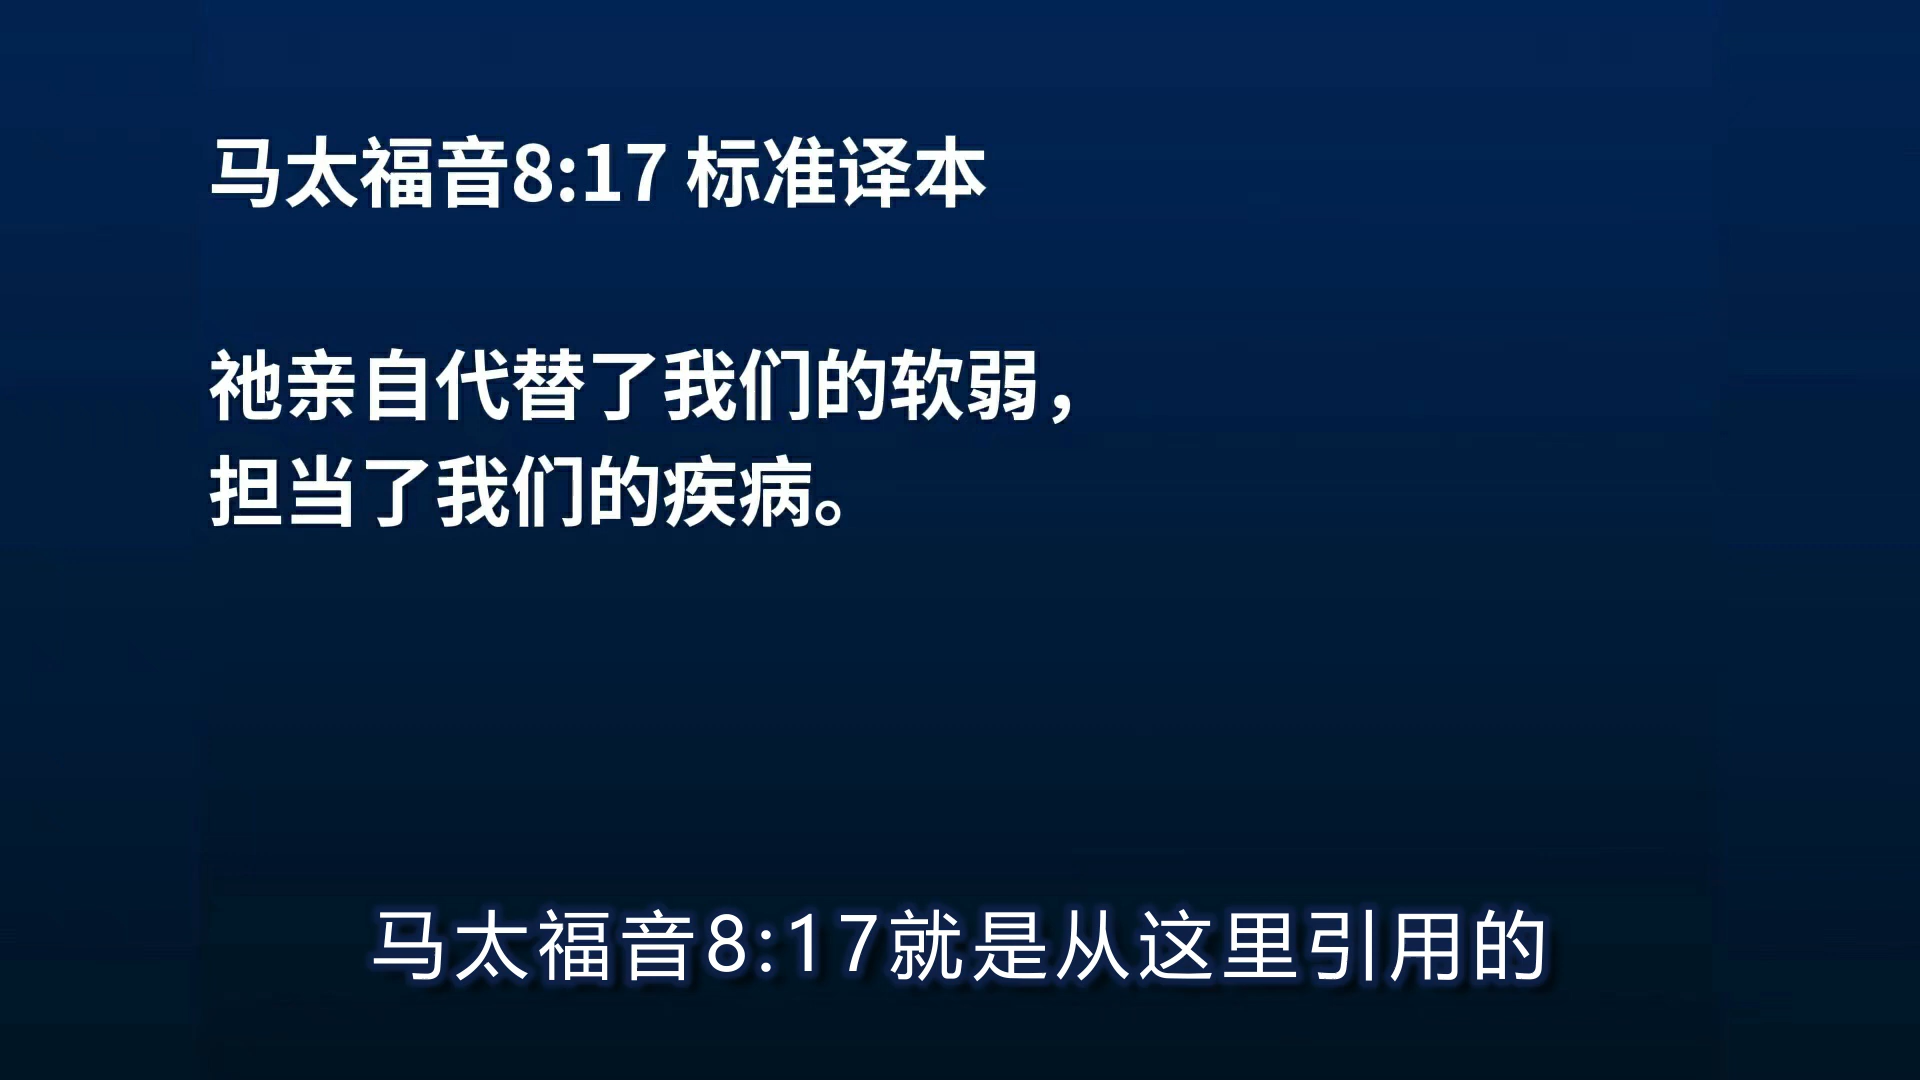 马太福音8:17 标准译本
祂亲自代替了我们的软弱，
担当了我们的疾病。
马太福音8:17就是从这里引用的